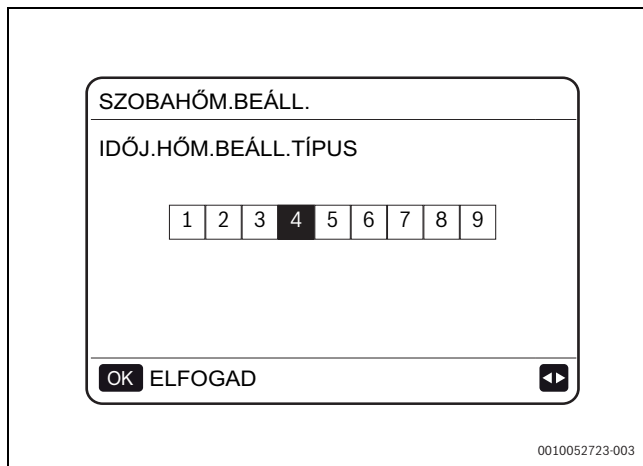 SZOBAHŐM.BEÁLL.
IDŐJ.HŐM.BEÁLL.TÍPUS
1 2 3 4 5 6 7 8 9
OK ELFOGAD
0010052723-003